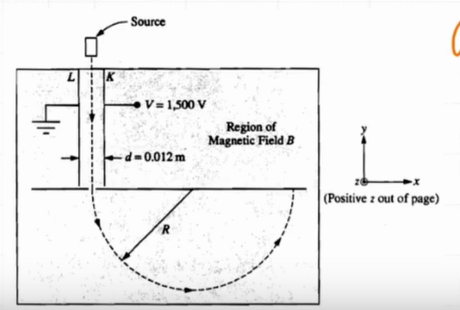 Source
L K
V = 1,500 V
Region of
Magnetic Field B
d = 0.012 m
R
y
z x
(Positive z out of page)